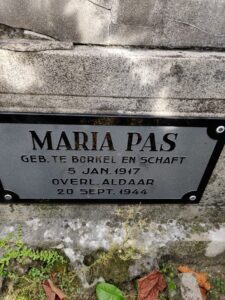 MARIA PAS
GEB. TE BORKEL EN SCHAFT
5 JAN. 1917
OVERL. ALDAAR
20 SEPT. 1944